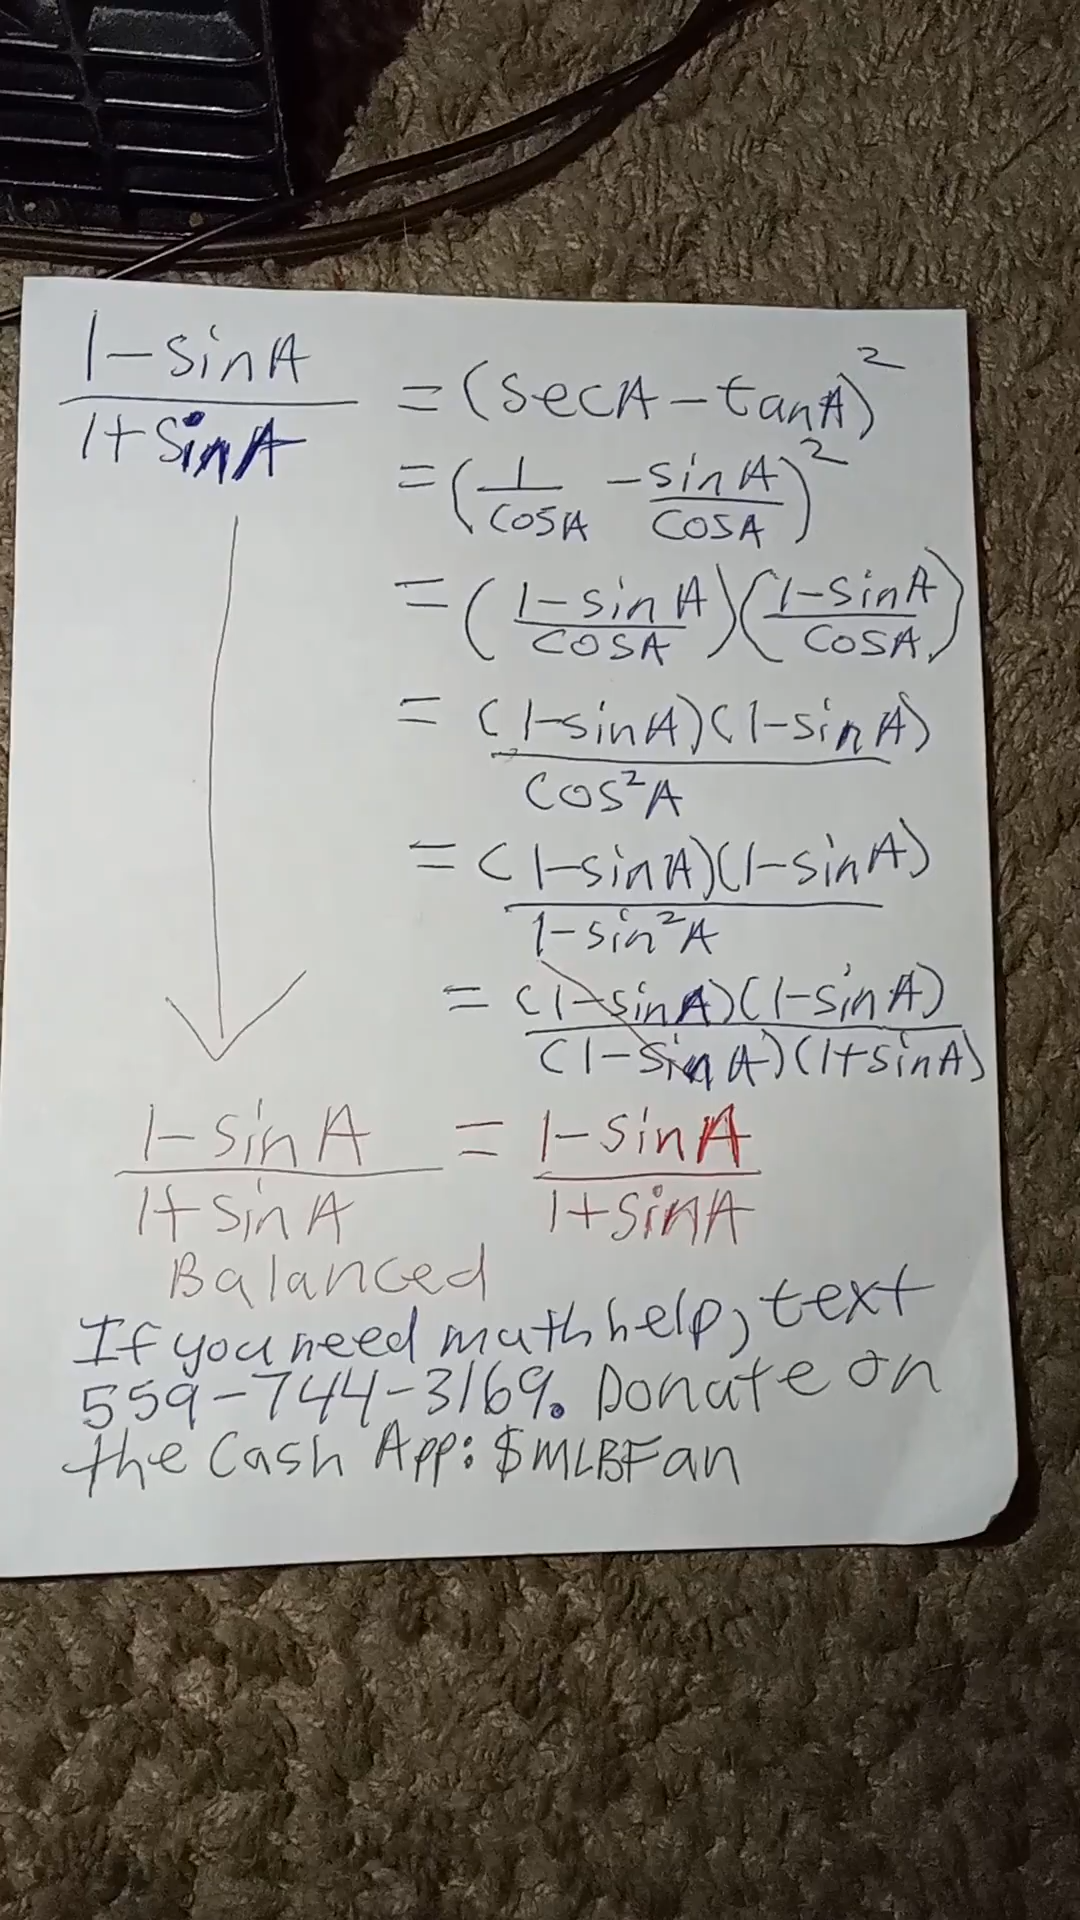 1-sinA
1+sinA
=(secA-tanA)²
=(1/cosA - sinA/cosA)²
=(1-sinA/cosA)(1-sinA/cosA)
=(1-sinA)(1-sinA)
cos²A
=(1-sinA)(1-sinA)
1-sin²A
=(1-sinA)(1-sinA)
(1-sinA)(1+sinA)
1-sinA = 1-sinA
1+sinA 1+sinA
Balanced
If you need math help, text
559-744-3169. Donate on
the Cash App: $MLBFan